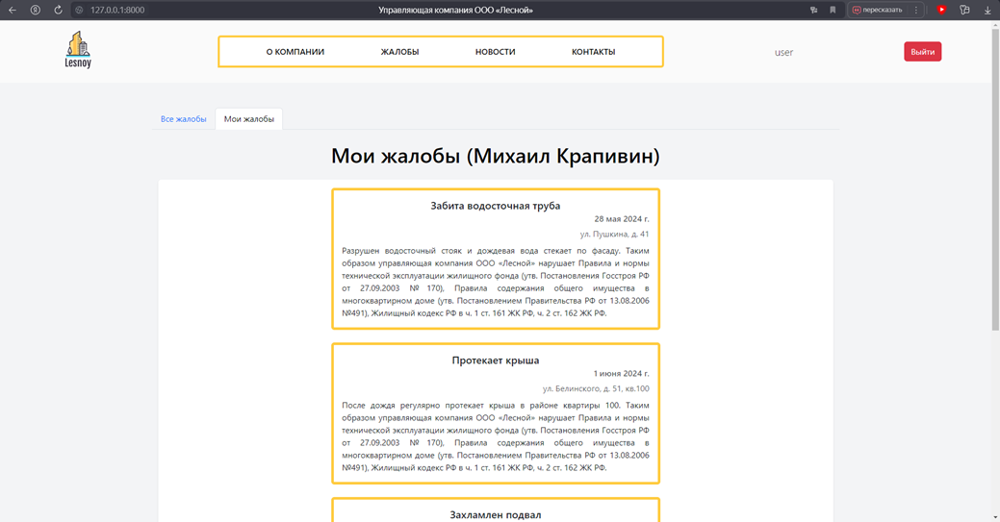 127.0.0.1:8000
Управляющая компания ООО «Лесной»
пересказать
Lesnoy
О КОМПАНИИ
ЖАЛОБЫ
НОВОСТИ
КОНТАКТЫ
user
Выйти
Все жалобы
Мои жалобы
Мои жалобы (Михаил Крапивин)
Забита водосточная труба
28 мая 2024 г.
ул. Пушкина, д. 41
Разрушен водосточный стояк и дождевая вода стекает по фасаду. Таким
образом управляющая компания ООО «Лесной» нарушает Правила и нормы
технической эксплуатации жилищного фонда (утв. Постановления Госстроя РФ
от 27.09.2003 № 170), Правила содержания общего имущества в
многоквартирном доме (утв. Постановлением Правительства РФ от 13.08.2006
№491), Жилищный кодекс РФ в ч. 1 ст. 161 ЖК РФ, ч. 2 ст. 162 ЖК РФ.
Протекает крыша
1 июня 2024 г.
ул. Белинского, д. 51, кв.100
После дождя регулярно протекает крыша в районе квартиры 100. Таким
образом управляющая компания ООО «Лесной» нарушает Правила и нормы
технической эксплуатации жилищного фонда (утв. Постановления Госстроя РФ
от 27.09.2003 № 170), Правила содержания общего имущества в
многоквартирном доме (утв. Постановлением Правительства РФ от 13.08.2006
№491), Жилищный кодекс РФ в ч. 1 ст. 161 ЖК РФ, ч. 2 ст. 162 ЖК РФ.
Захламлен подвал